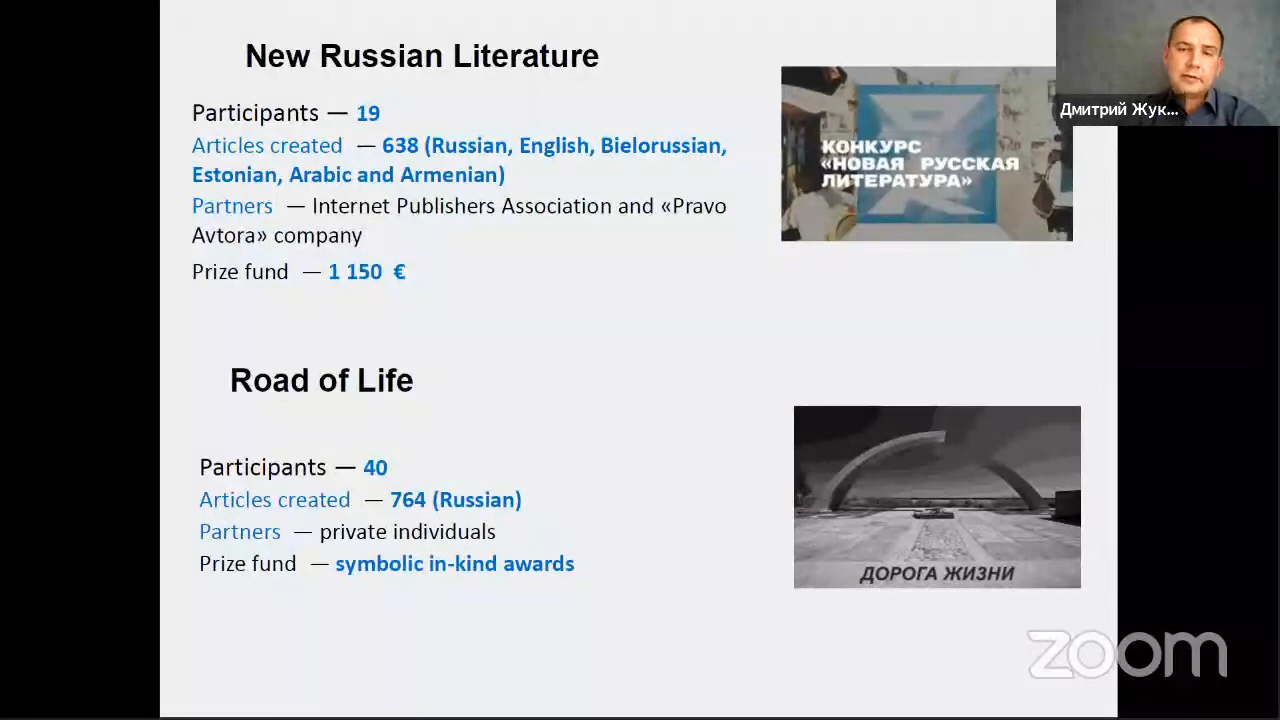 New Russian Literature
Participants — 19
Articles created — 638 (Russian, English, Bielorussian,
Estonian, Arabic and Armenian)
Partners — Internet Publishers Association and «Pravo
Avtora» company
Prize fund — 1 150 €
КОНКУРС
«НОВАЯ РУССКАЯ
ЛИТЕРАТУРА»
Дмитрий Жук...
Road of Life
Participants — 40
Articles created — 764 (Russian)
Partners — private individuals
Prize fund — symbolic in-kind awards
ДОРОГА ЖИЗНИ
zoom